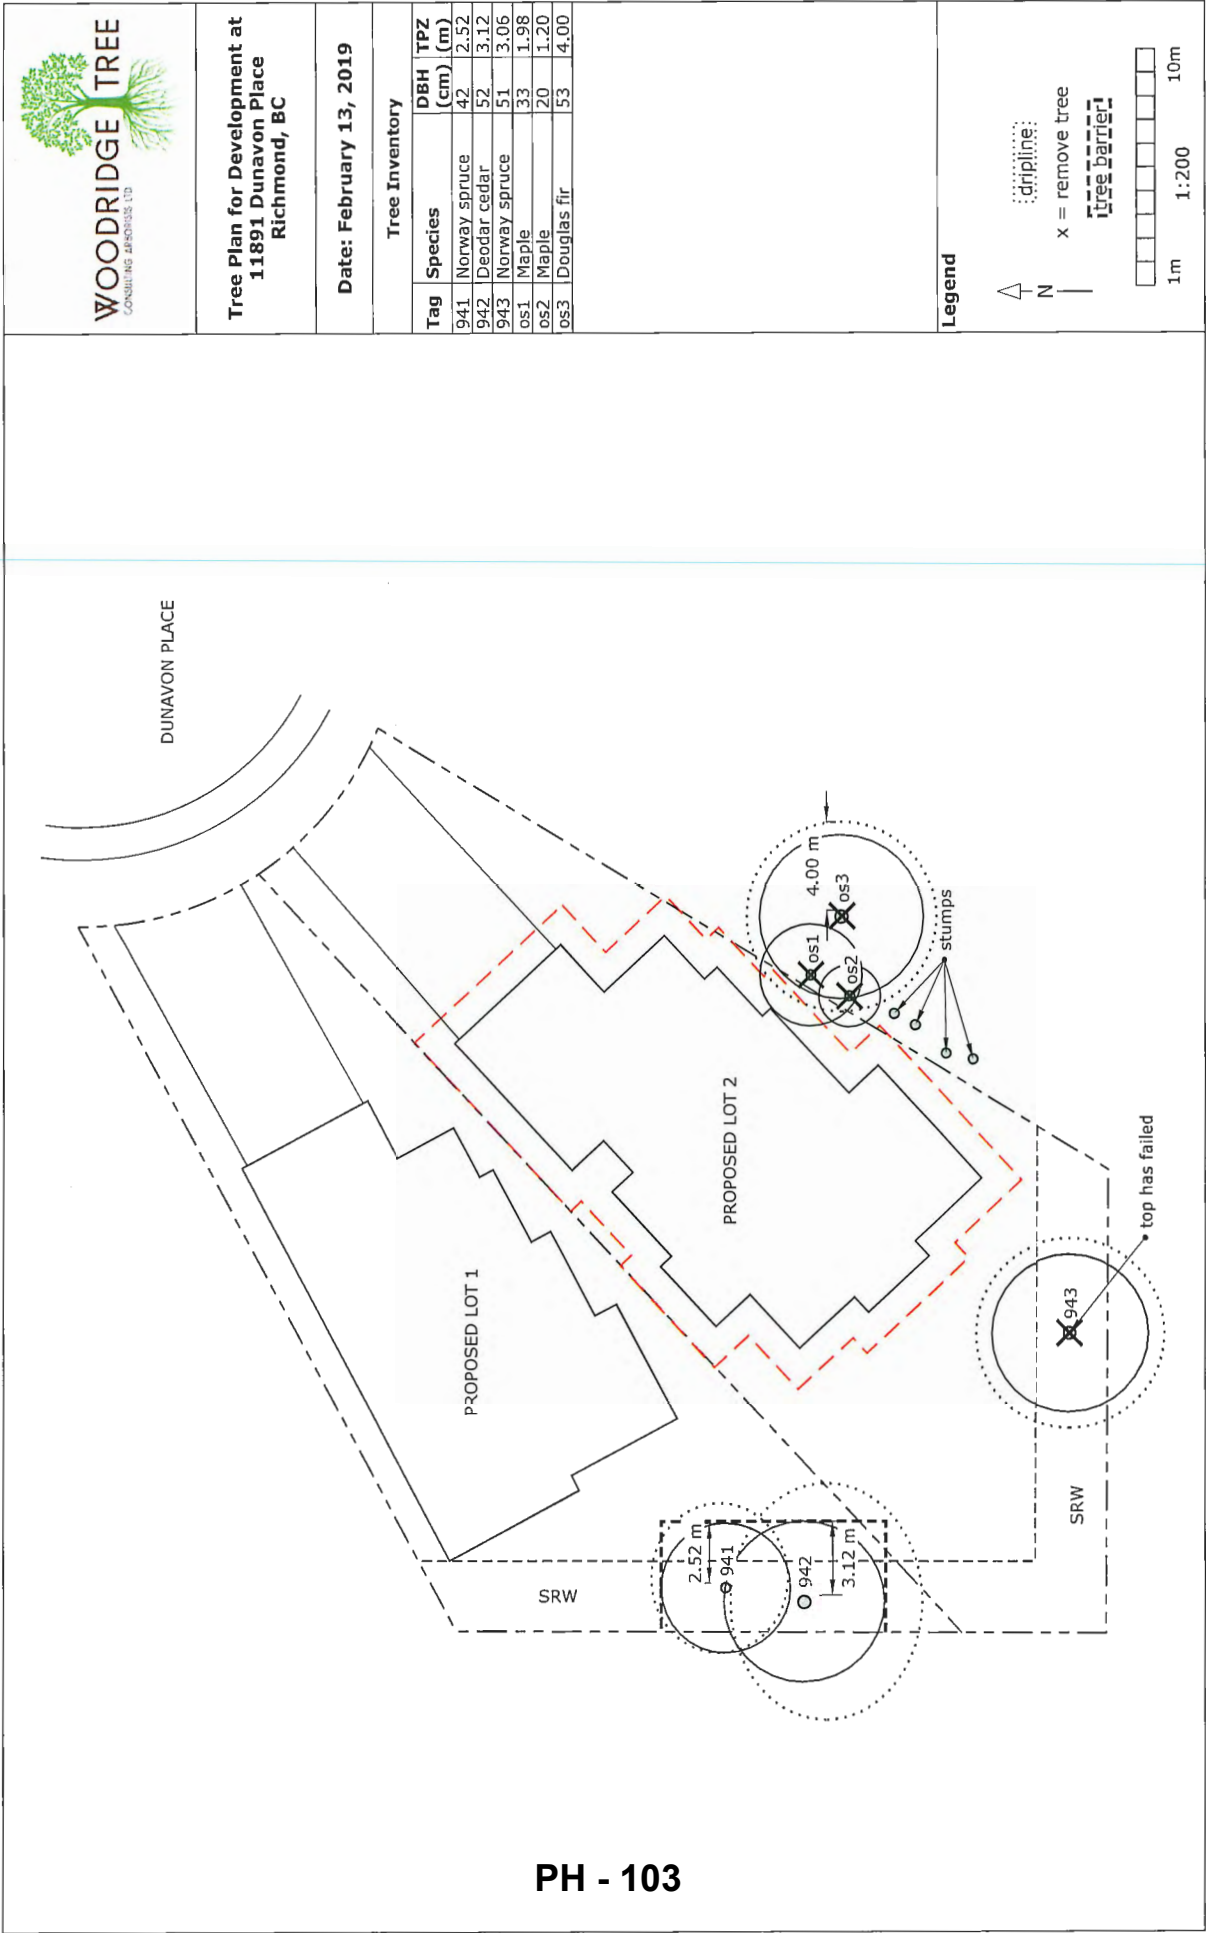 WOODRIDGE TREE
CONSULTING ARBORISTS LTD
Tree Plan for Development at
11891 Dunavon Place
Richmond, BC
Date: February 13, 2019
Tree Inventory
Tag Species DBH (cm) TPZ (m)
941 Norway spruce 42 2.52
942 Deodar cedar 52 3.12
943 Norway spruce 51 3.06
os1 Maple 33 1.98
os2 Maple 20 1.20
os3 Douglas fir 53 4.00
Legend
N
dripline
x = remove tree
tree barrier
1m 10m
1:200
DUNAVON PLACE
PROPOSED LOT 1
PROPOSED LOT 2
4.00 m
os1
os2
os3
stumps
top has failed
943
SRW
SRW
2.52 m
941
942
3.12 m
PH - 103